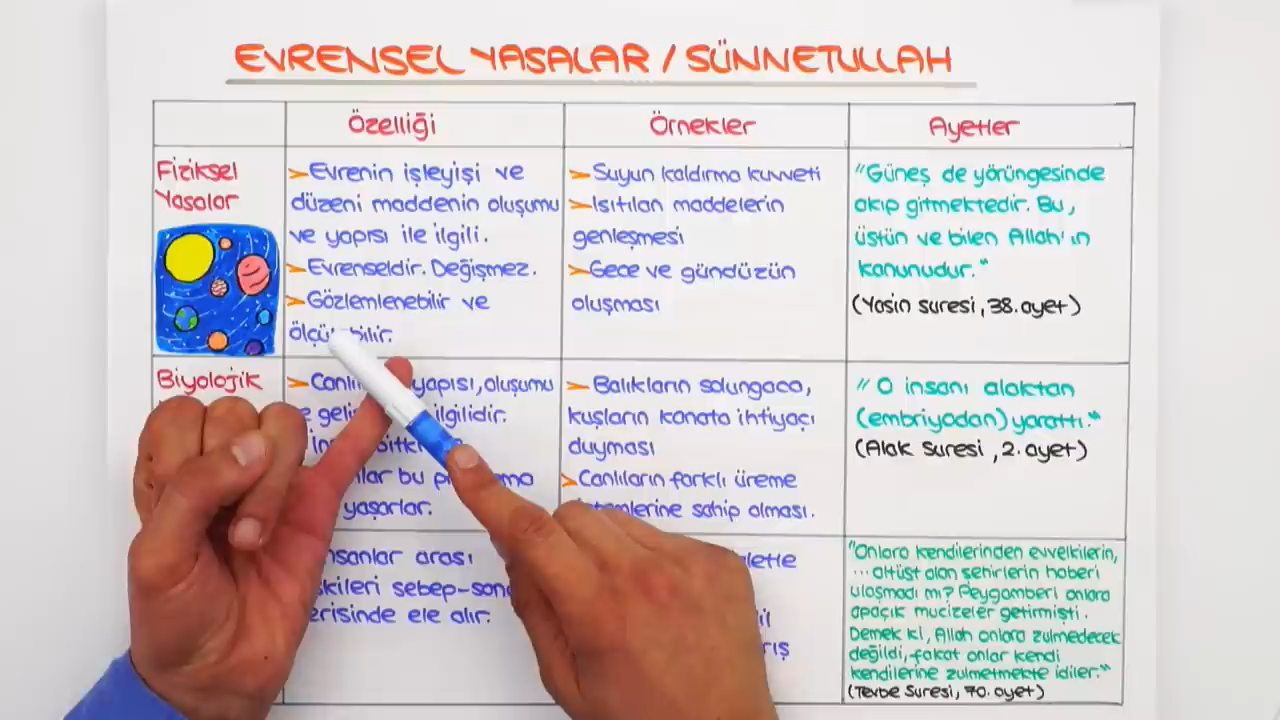 EVRENSEL YASALAR / SÜNNETULLAH
Özelliği
Örnekler
Ayetler
Fiziksel
Yasalar
➢Evrenin işleyişi ve
düzeni maddenin oluşumu
ve yapısı ile ilgili.
➢Evrenseldir. Değişmez.
➢Gözlemlenebilir ve
➢Suyun kaldırma kuvveti
➢Isıtılan maddelerin
genleşmesi
➢Gece ve gündüzün
oluşması
"Güneş de yörüngesinde
akıp gitmektedir. Bu,
üstün ve bilen Allah'ın
kanunudur."
(Yasin suresi, 38. ayet)
Biyolojik
yapısı, oluşumu
ilgilidir.
bu
yaşarlar.
➢Balıkların solungaca,
kuşların kanata ihtiyaçı
duyması
➢Canlıların farklı üreme
sahip olması.
"O insanı alaktan
(embriyodan) yarattı."
(Alak Suresi, 2. ayet)
arası
sebep-
ele alır.
"Onlara kendilerinden evvelkilerin,
... altüst olan şehirlerin haberi
ulaşmadı mı? Peygamberi onlara
apaçık mucizeler getirmişti.
Demek ki, Allah onlara zulmedecek
değildi, fakat onlar kendi
kendilerine zulmetmekte idiler."
(Tevbe Suresi, 70. ayet)